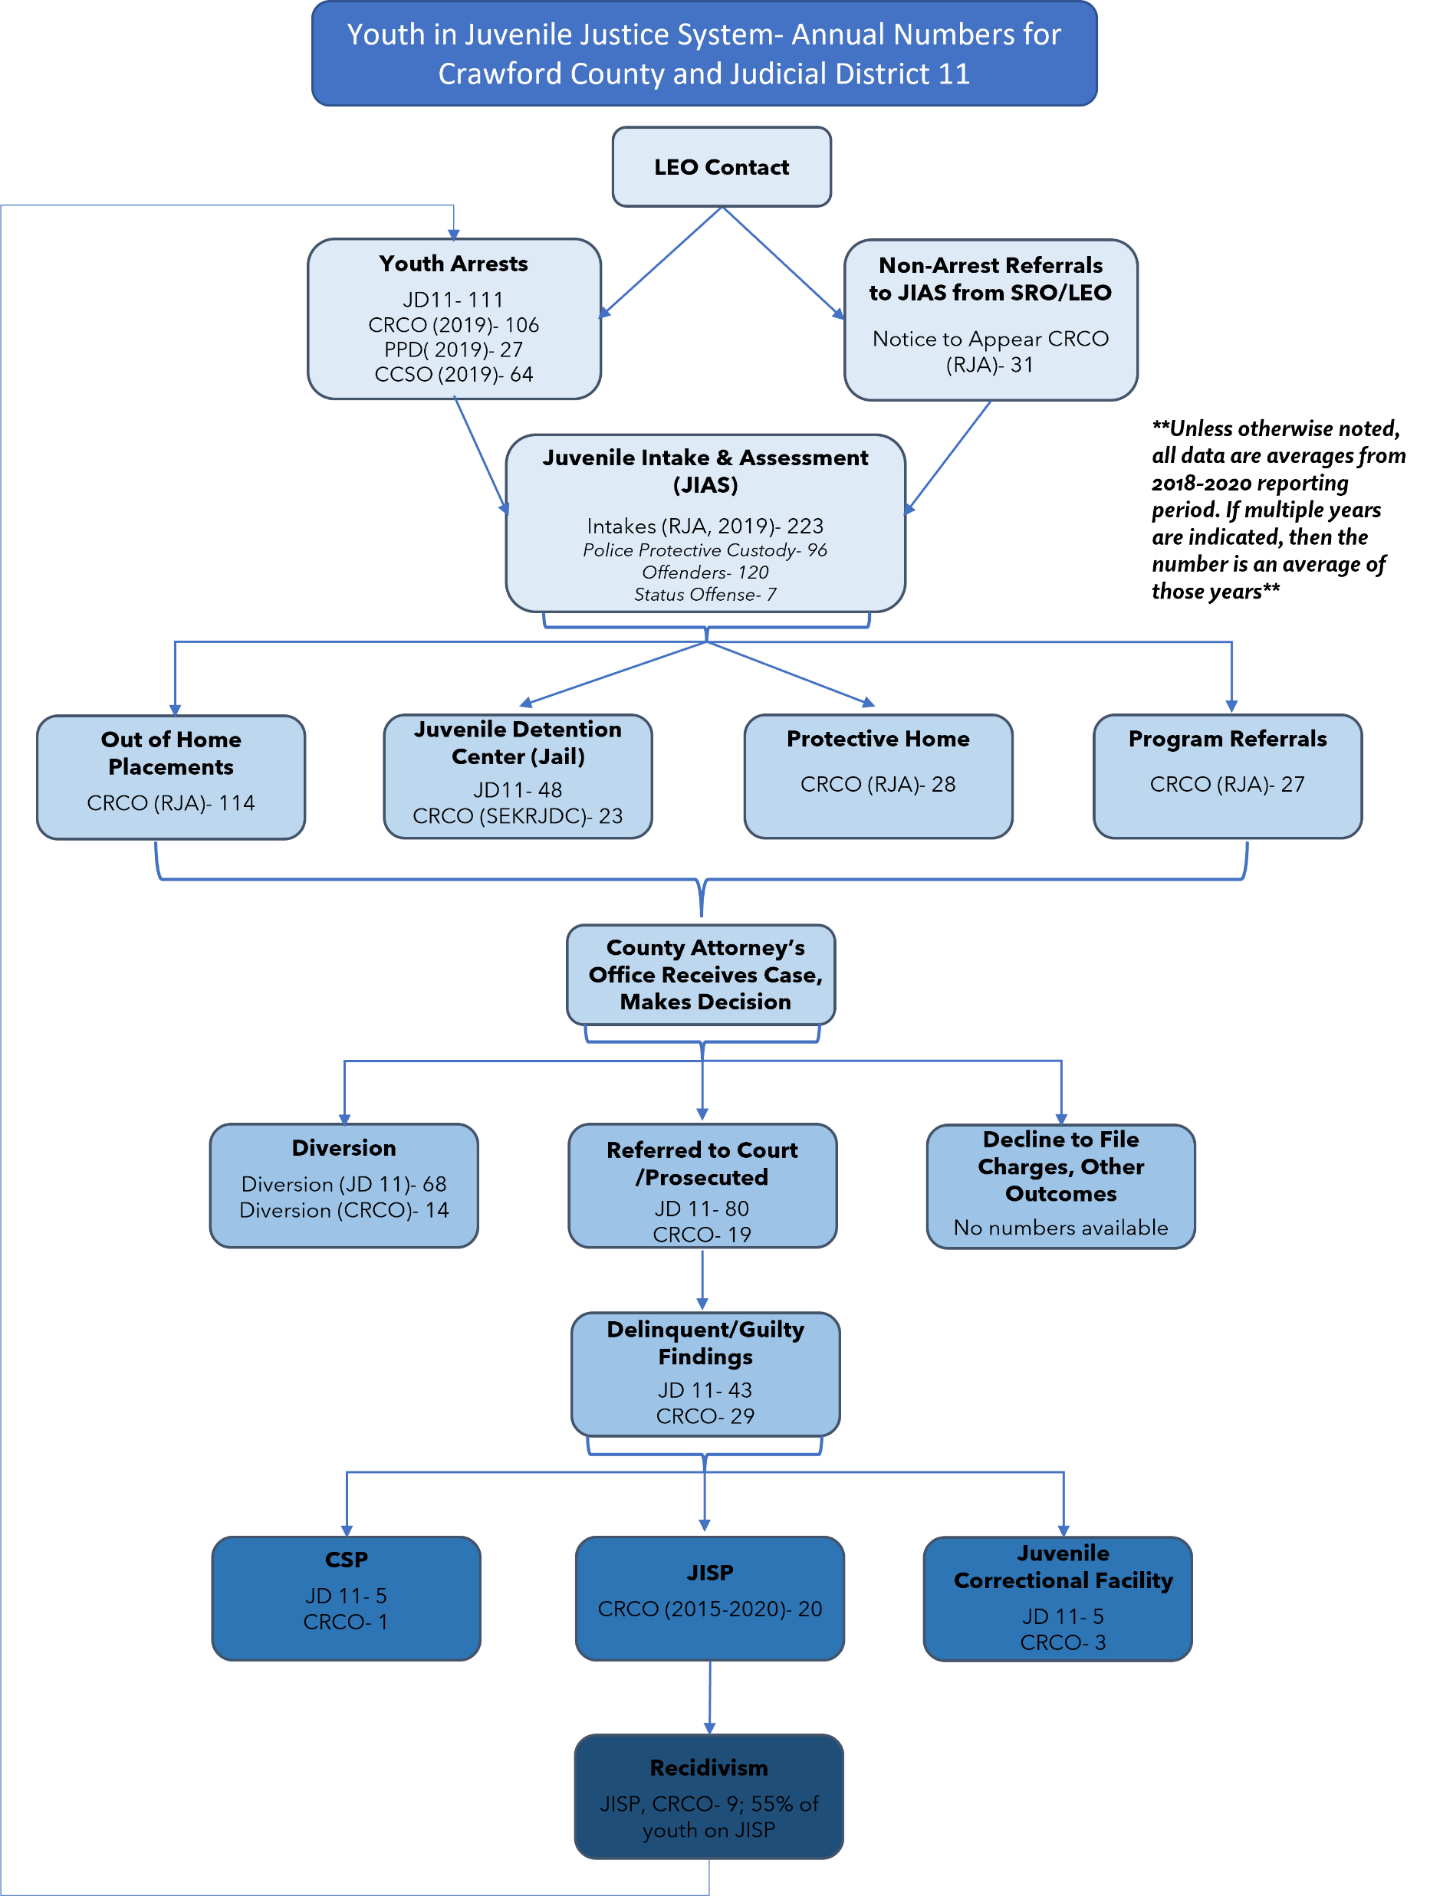 Youth in Juvenile Justice System- Annual Numbers for
Crawford County and Judicial District 11
LEO Contact
Youth Arrests
JD11- 111
CRCO (2019)- 106
PPD( 2019)- 27
CCSO (2019)- 64
Non-Arrest Referrals
to JIAS from SRO/LEO
Notice to Appear CRCO
(RJA)- 31
**Unless otherwise noted,
all data are averages from
2018-2020 reporting
period. If multiple years
are indicated, then the
number is an average of
those years**
Juvenile Intake & Assessment
(JIAS)
Intakes (RJA, 2019)- 223
Police Protective Custody- 96
Offenders- 120
Status Offense- 7
Out of Home
Placements
CRCO (RJA)- 114
Juvenile Detention
Center (Jail)
JD11- 48
CRCO (SEKRJDC)- 23
Protective Home
CRCO (RJA)- 28
Program Referrals
CRCO (RJA)- 27
County Attorney’s
Office Receives Case,
Makes Decision
Diversion
Diversion (JD 11)- 68
Diversion (CRCO)- 14
Referred to Court
/Prosecuted
JD 11- 80
CRCO- 19
Decline to File
Charges, Other
Outcomes
No numbers available
Delinquent/Guilty
Findings
JD 11- 43
CRCO- 29
CSP
JD 11- 5
CRCO- 1
JISP
CRCO (2015-2020)- 20
Juvenile
Correctional Facility
JD 11- 5
CRCO- 3
Recidivism
JISP, CRCO- 9; 55% of
youth on JISP